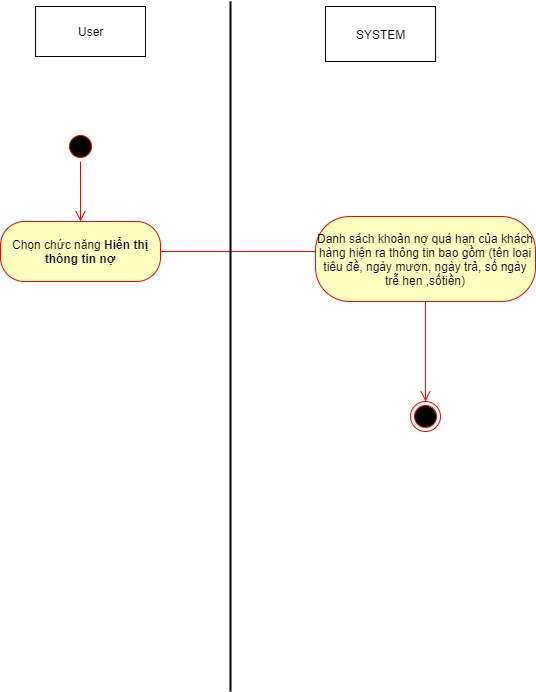 User
SYSTEM
Chọn chức năng Hiển thị
thông tin nợ
Danh sách khoản nợ quá hạn của khách
hàng hiện ra thông tin bao gồm (tên loại
tiêu đề, ngày mượn, ngày trả, số ngày
trễ hẹn ,sốtiền)